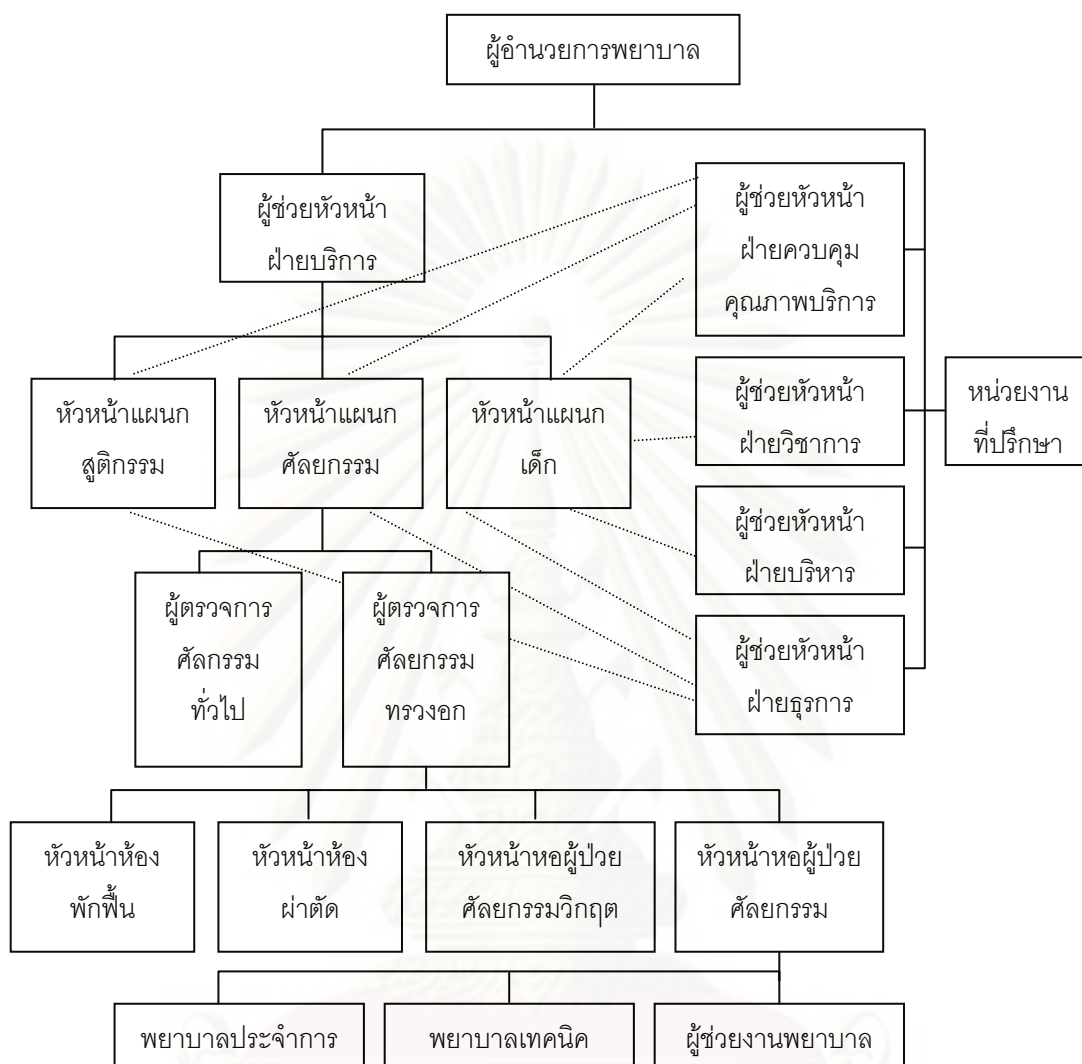 ผู้อำนวยการพยาบาล
ผู้ช่วยหัวหน้า
ฝ่ายบริการ
ผู้ช่วยหัวหน้า
ฝ่ายควบคุม
คุณภาพบริการ
หัวหน้าแผนก
สูติกรรม
หัวหน้าแผนก
ศัลยกรรม
หัวหน้าแผนก
เด็ก
ผู้ช่วยหัวหน้า
ฝ่ายวิชาการ
หน่วยงาน
ที่ปรึกษา
ผู้ช่วยหัวหน้า
ฝ่ายบริหาร
ผู้ตรวจการ
ศัลกรรม
ทั่วไป
ผู้ตรวจการ
ศัลยกรรม
ทรวงอก
ผู้ช่วยหัวหน้า
ฝ่ายธุรการ
หัวหน้าห้อง
พักฟื้น
หัวหน้าห้อง
ผ่าตัด
หัวหน้าหอผู้ป่วย
ศัลยกรรมวิกฤต
หัวหน้าหอผู้ป่วย
ศัลยกรรม
พยาบาลประจำการ
พยาบาลเทคนิค
ผู้ช่วยงานพยาบาล